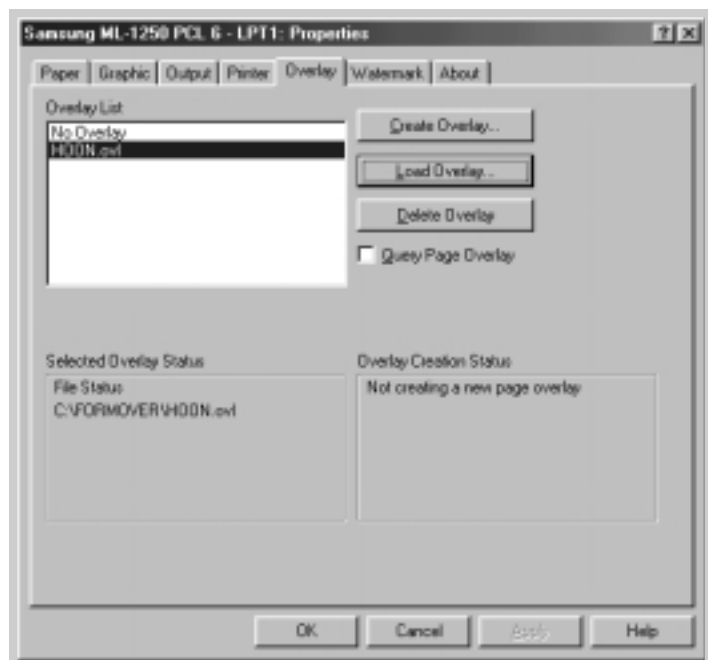 Samsung ML-1250 PCL 6 - LPT1: Properties
Paper Graphic Output Printer Overlay Watermark About
Overlay List
No Overlay
HOON.ovl
Create Overlay...
Load Overlay...
Delete Overlay
Query Page Overlay
Selected Overlay Status
File Status
C:\FORMOVER\HOON.ovl
Overlay Creation Status
Not creating a new page overlay
OK Cancel Apply Help